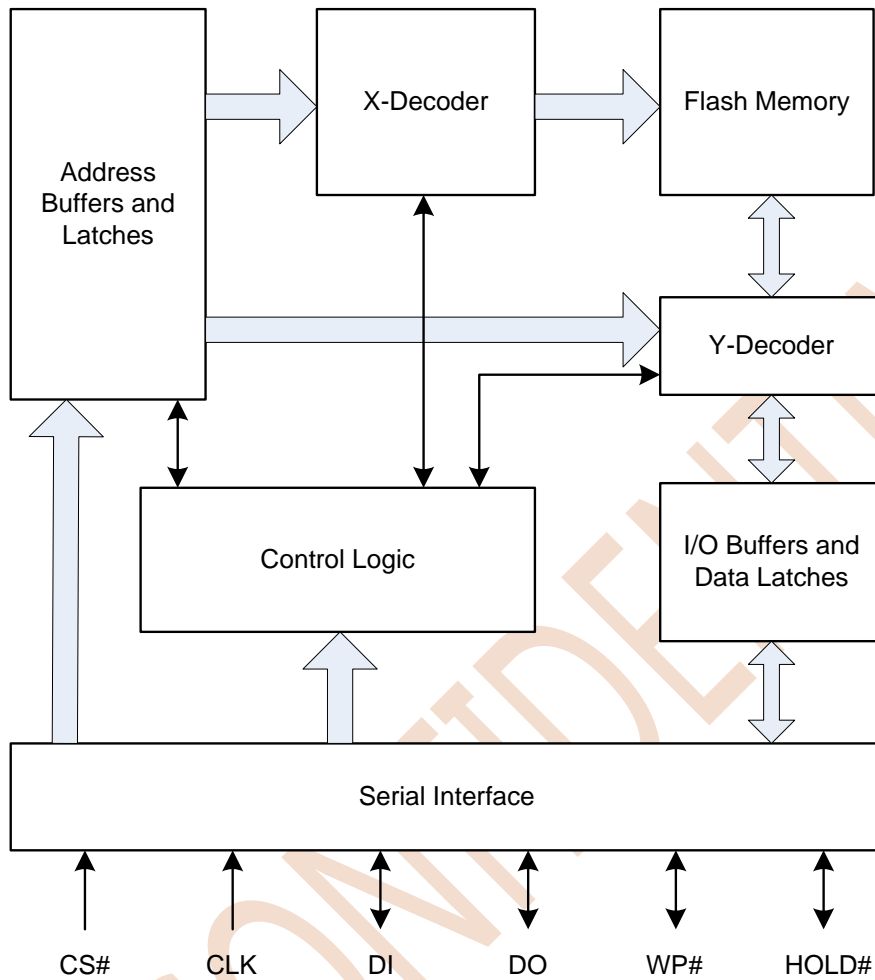 X-Decoder
Flash Memory
Address
Buffers and
Latches
Y-Decoder
I/O Buffers and
Data Latches
Control Logic
Serial Interface
CS#
CLK
DI
DO
WP#
HOLD#